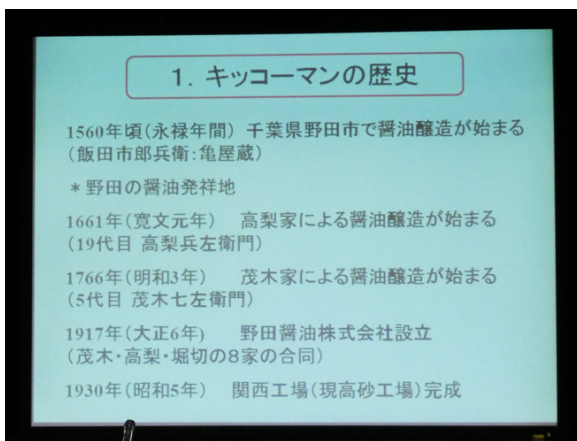 １．キッコーマンの歴史
1560年頃(永禄年間) 千葉県野田市で醤油醸造が始まる
(飯田市郎兵衛:亀屋蔵)
＊野田の醤油発祥地
1661年(寛文元年) 高梨家による醤油醸造が始まる
(19代目 高梨兵左衛門)
1766年(明和3年) 茂木家による醤油醸造が始まる
(5代目 茂木七左衛門)
1917年(大正6年) 野田醤油株式会社設立
(茂木・高梨・堀切の８家の合同)
1930年(昭和5年) 関西工場(現高砂工場)完成